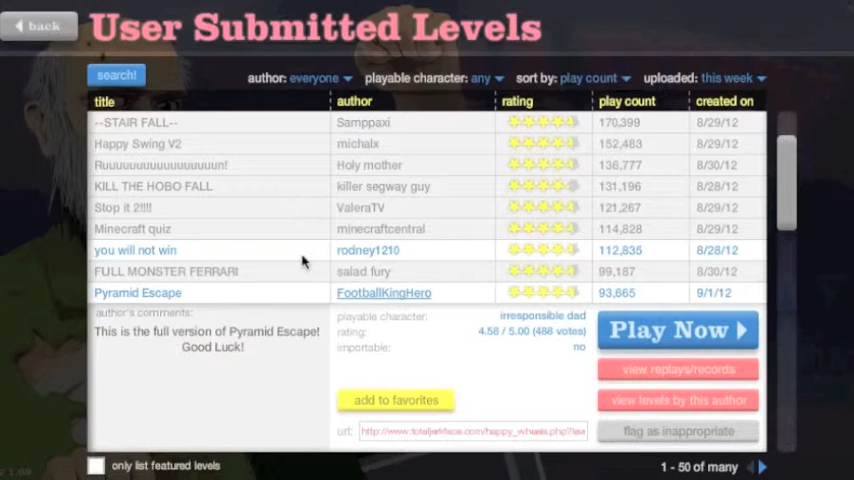 back
User Submitted Levels
search!
author: everyone playable character: any sort by: play count uploaded: this week
title author rating play count created on
--STAIR FALL-- Samppaxi 170,399 8/29/12
Happy Swing V2 michalx 152,483 8/29/12
Ruuuuuuuuuuuuuuun! Holy mother 136,777 8/30/12
KILL THE HOBO FALL killer segway guy 131,196 8/28/12
Stop it 2!!!! ValeraTV 121,267 8/29/12
Minecraft quiz minecraftcentral 114,828 8/29/12
you will not win rodney1210 112,835 8/28/12
FULL MONSTER FERRARI salad fury 99,187 8/30/12
Pyramid Escape FootballKingHero 93,665 9/1/12
author's comments:
This is the full version of Pyramid Escape!
Good Luck!
playable character: irresponsible dad
rating: 4.58 / 5.00 (488 votes)
importable: no
add to favorites
url: http://www.totaljerkface.com/happy_wheels.php?lev
Play Now
view replays/records
view levels by this author
flag as inappropriate
only list featured levels
1 - 50 of many